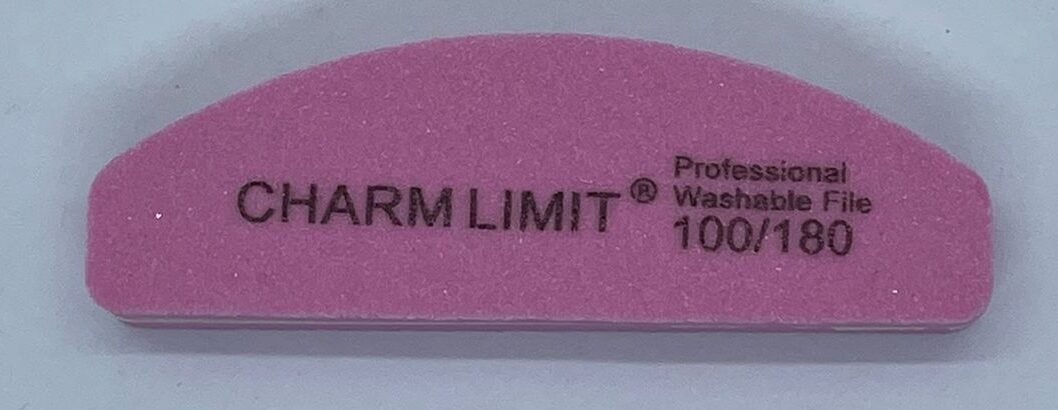 CHARM LIMIT®
Professional
Washable File
100/180